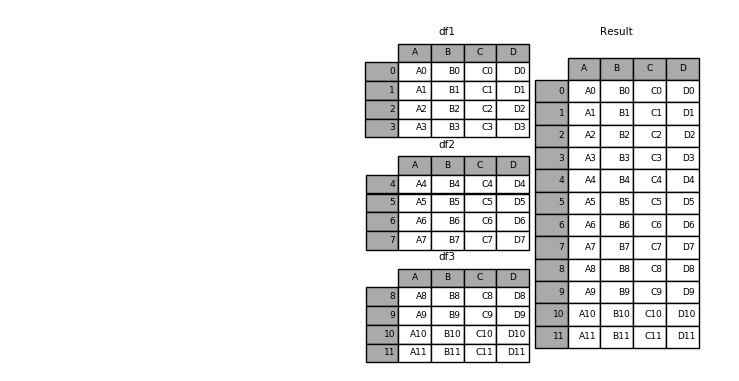 df1
A B C D
0 A0 B0 C0 D0
1 A1 B1 C1 D1
2 A2 B2 C2 D2
3 A3 B3 C3 D3
df2
A B C D
4 A4 B4 C4 D4
5 A5 B5 C5 D5
6 A6 B6 C6 D6
7 A7 B7 C7 D7
df3
A B C D
8 A8 B8 C8 D8
9 A9 B9 C9 D9
10 A10 B10 C10 D10
11 A11 B11 C11 D11
Result
A B C D
0 A0 B0 C0 D0
1 A1 B1 C1 D1
2 A2 B2 C2 D2
3 A3 B3 C3 D3
4 A4 B4 C4 D4
5 A5 B5 C5 D5
6 A6 B6 C6 D6
7 A7 B7 C7 D7
8 A8 B8 C8 D8
9 A9 B9 C9 D9
10 A10 B10 C10 D10
11 A11 B11 C11 D11